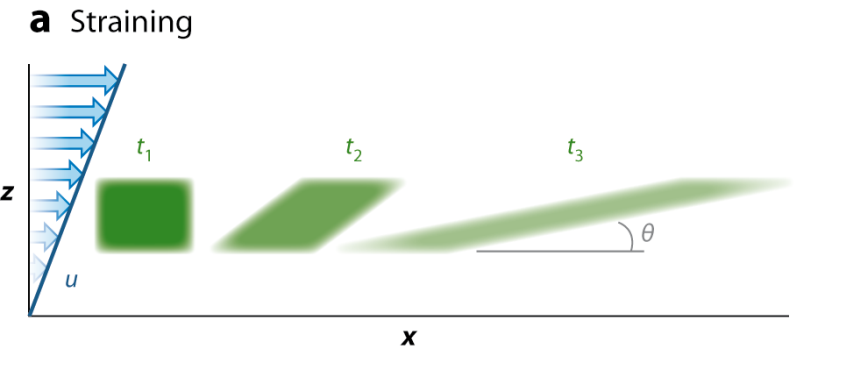 a Straining
t₁ t₂ t₃
z
θ
u
x